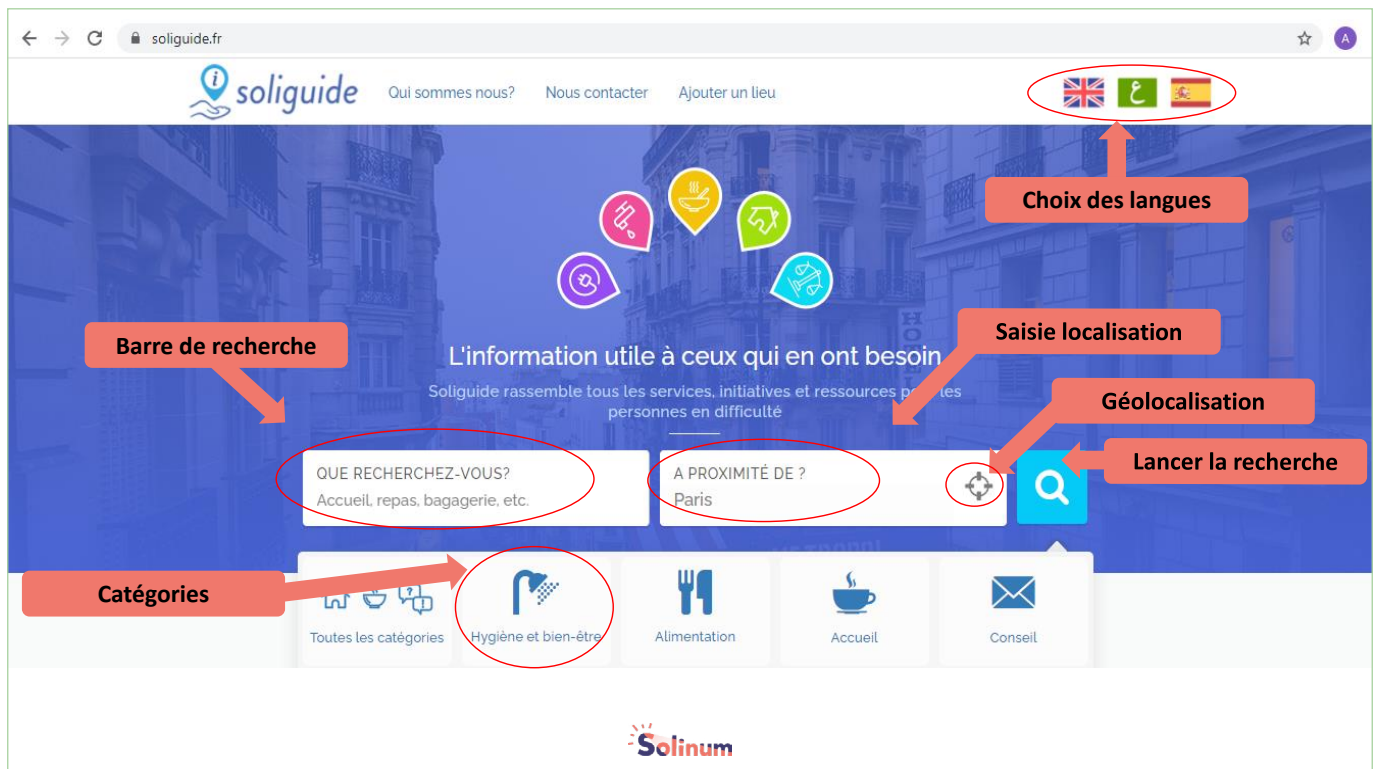 soliguide.fr
A
soliguide
Qui sommes nous?
Nous contacter
Ajouter un lieu
ع
Choix des langues
HOTEL
Barre de recherche
Saisie localisation
L'information utile à ceux qui en ont besoin
Soliguide rassemble tous les services, initiatives et ressources les
personnes en difficulté
Géolocalisation
Lancer la recherche
QUE RECHERCHEZ-VOUS?
Accueil, repas, bagagerie, etc.
A PROXIMITÉ DE ?
Paris
Catégories
Toutes les catégories
Hygiène et bien-être
Alimentation
Accueil
Conseil
Solinum